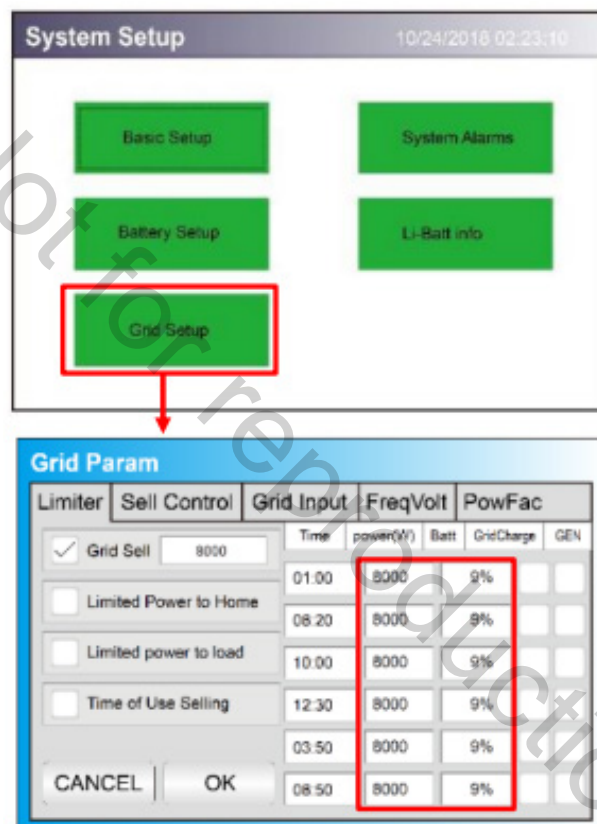 System Setup 10/24/2018 02:23:10
Basic Setup System Alarms
Battery Setup Li-Batt info
Grid Setup
Grid Param
Limiter Sell Control Grid Input FreqVolt PowFac
Time power(W) Batt GridCharge GEN
Grid Sell 8000
01:00 8000 9%
Limited Power to Home
08:20 8000 9%
Limited power to load
10:00 8000 9%
Time of Use Selling
12:30 8000 9%
03:50 8000 9%
CANCEL OK
08:50 8000 9%
Not for reproduction